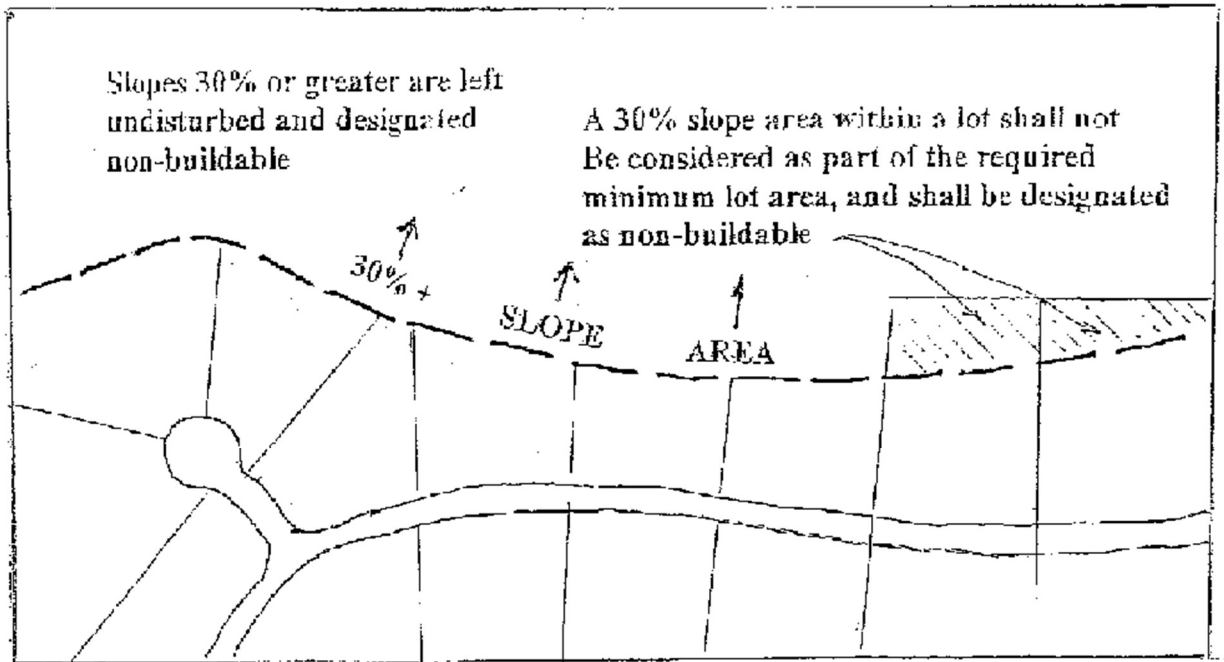 Slopes 30% or greater are left
undisturbed and designated
non-buildable
A 30% slope area within a lot shall not
Be considered as part of the required
minimum lot area, and shall be designated
as non-buildable
30% +
SLOPE
AREA